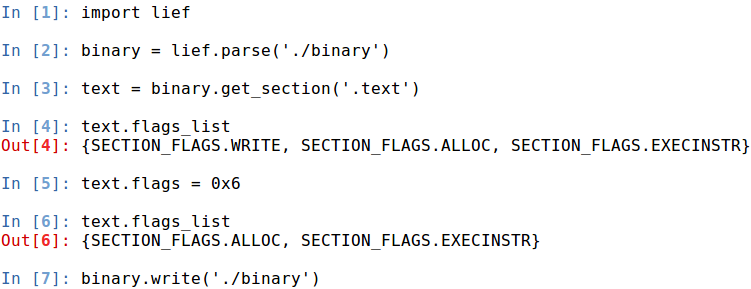 In [1]: import lief
In [2]: binary = lief.parse('./binary')
In [3]: text = binary.get_section('.text')
In [4]: text.flags_list
Out[4]: {SECTION_FLAGS.WRITE, SECTION_FLAGS.ALLOC, SECTION_FLAGS.EXECINSTR}
In [5]: text.flags = 0x6
In [6]: text.flags_list
Out[6]: {SECTION_FLAGS.ALLOC, SECTION_FLAGS.EXECINSTR}
In [7]: binary.write('./binary')